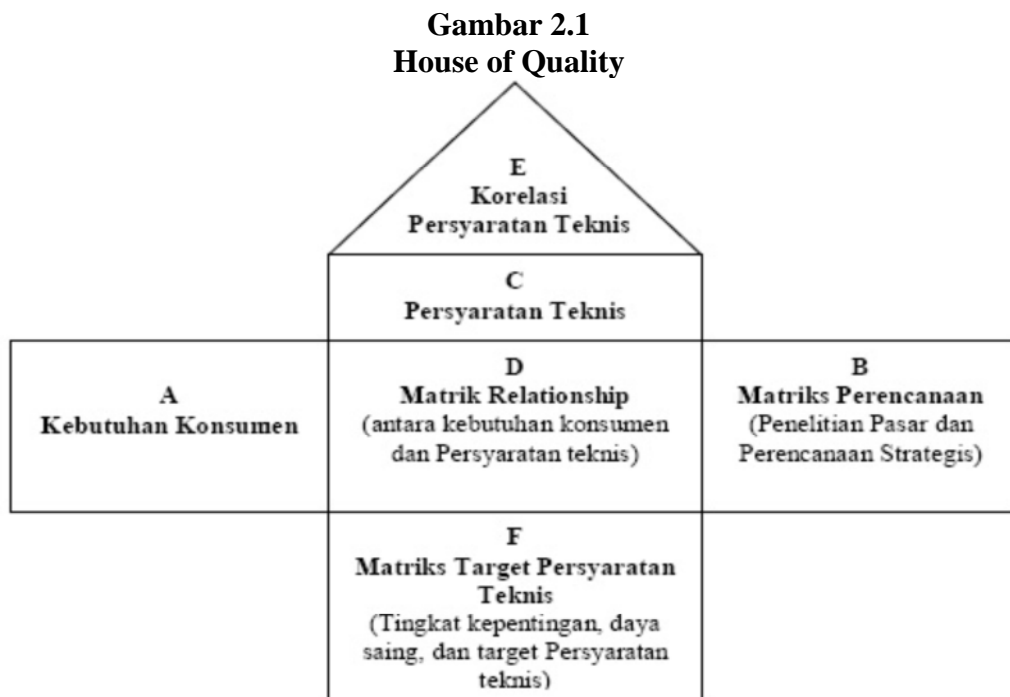 Gambar 2.1
House of Quality
E
Korelasi
Persyaratan Teknis
C
Persyaratan Teknis
A
Kebutuhan Konsumen
D
Matrik Relationship
(antara kebutuhan konsumen
dan Persyaratan teknis)
B
Matriks Perencanaan
(Penelitian Pasar dan
Perencanaan Strategis)
F
Matriks Target Persyaratan
Teknis
(Tingkat kepentingan, daya
saing, dan target Persyaratan
teknis)